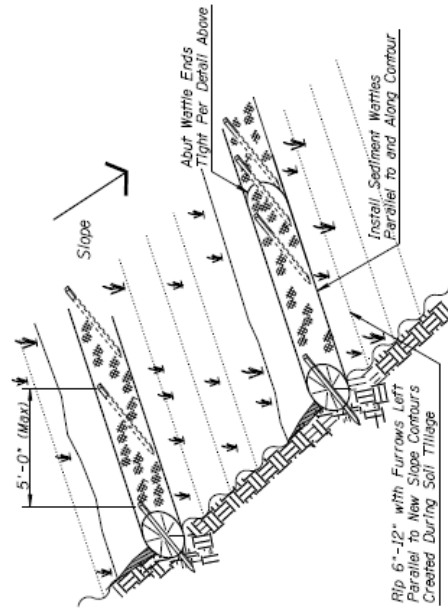 Slope
5'-0" (Max)
Abut Wattle Ends
Tight Per Detail Above
Install Sediment Wattles
Parallel to and Along Contour
Rip 6"-12" with Furrows Left
Parallel to New Slope Contours
Created During Soil Tillage